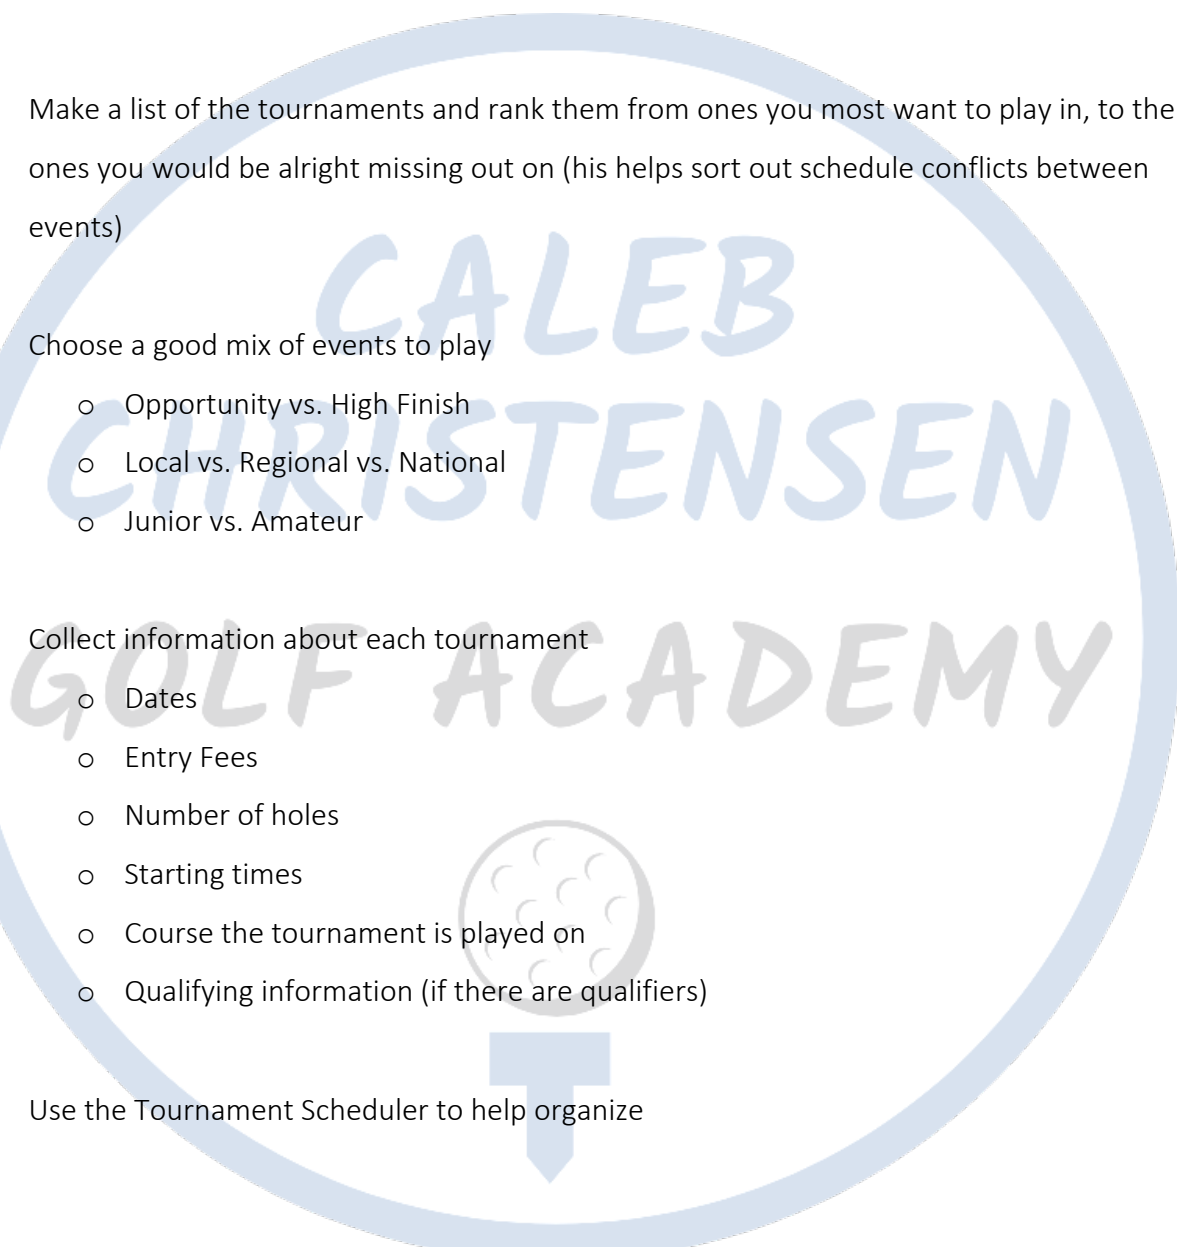 Make a list of the tournaments and rank them from ones you most want to play in, to the
ones you would be alright missing out on (his helps sort out schedule conflicts between
events)
CALEB
Choose a good mix of events to play
o Opportunity vs. High Finish
CHRISTENSEN
o Local vs. Regional vs. National
o Junior vs. Amateur
Collect information about each tournament
GOLF ACADEMY
o Dates
o Entry Fees
o Number of holes
o Starting times
o Course the tournament is played on
o Qualifying information (if there are qualifiers)
Use the Tournament Scheduler to help organize